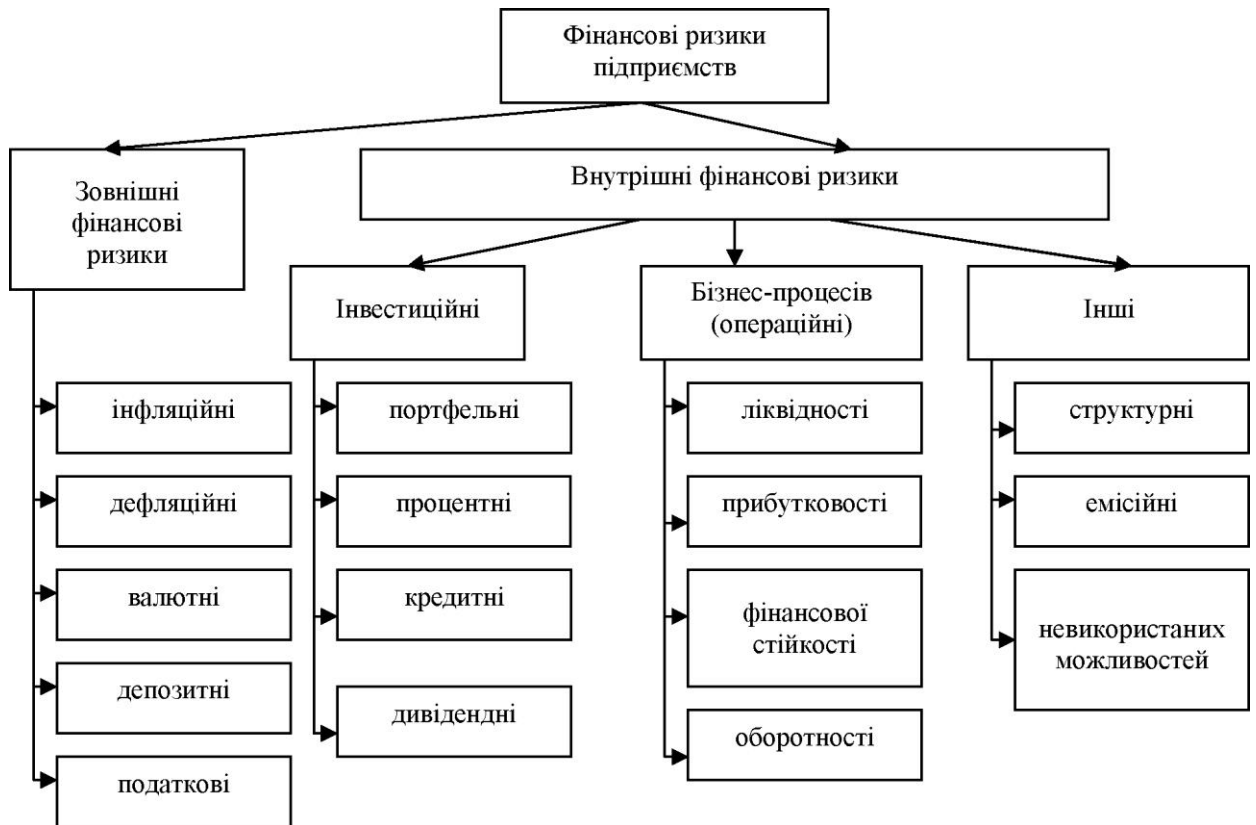 Фінансові ризики
підприємств
Зовнішні
фінансові
ризики
Внутрішні фінансові ризики
Інвестиційні
Бізнес-процесів
(операційні)
Інші
інфляційні
дефляційні
валютні
депозитні
податкові
портфельні
процентні
кредитні
дивідендні
ліквідності
прибутковості
фінансової
стійкості
оборотності
структурні
емісійні
невикористаних
можливостей